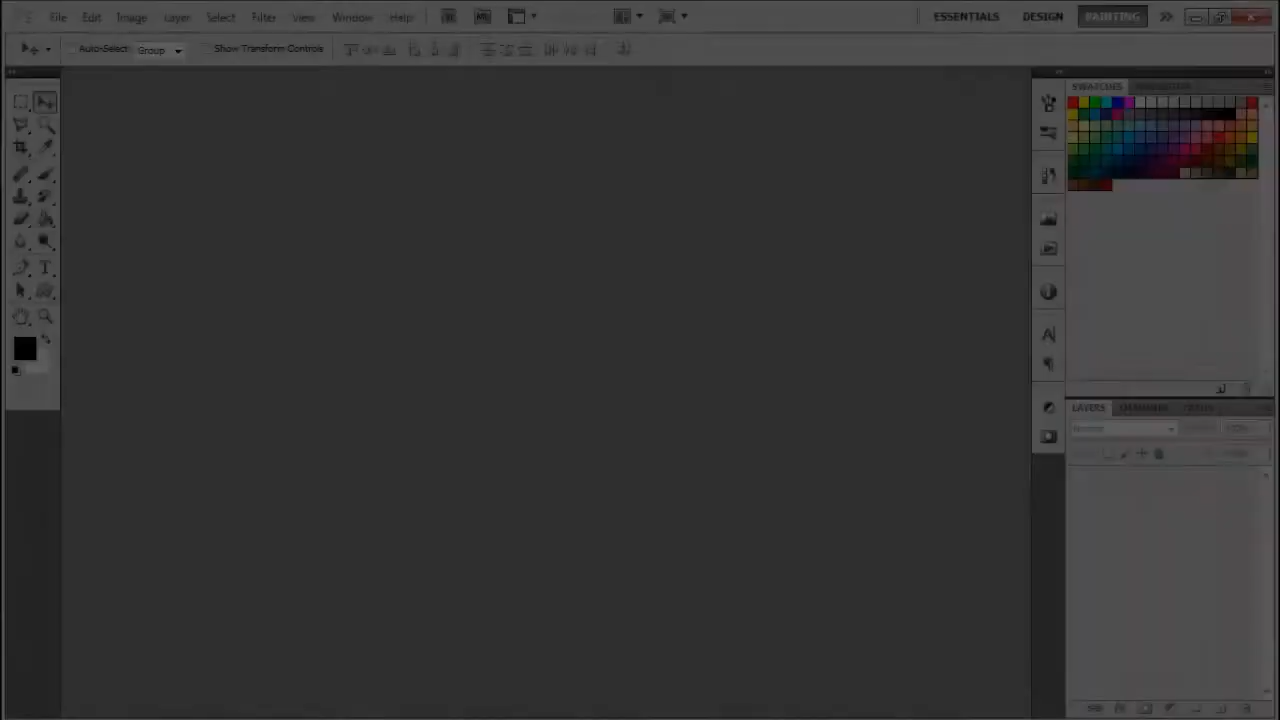 File Edit Image Layer Select Filter View Window Help
ESSENTIALS DESIGN PAINTING
Auto-Select Group Show Transform Controls
SWATCHES
LAYERS
Normal